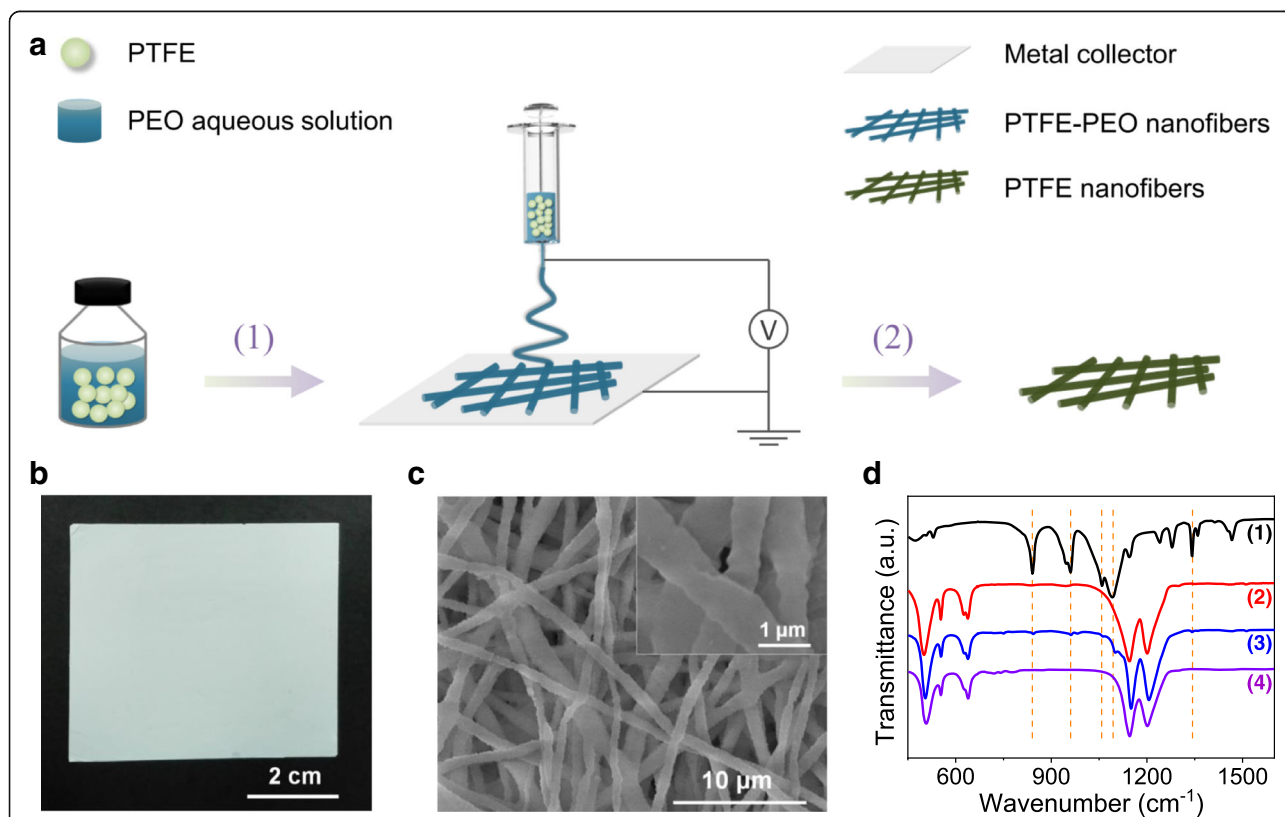 a
PTFE
PEO aqueous solution
Metal collector
PTFE-PEO nanofibers
PTFE nanofibers
(1)
V
(2)
b
2 cm
c
1 µm
10 µm
d
Transmittance (a.u.)
(1)
(2)
(3)
(4)
600 900 1200 1500
Wavenumber (cm⁻¹)